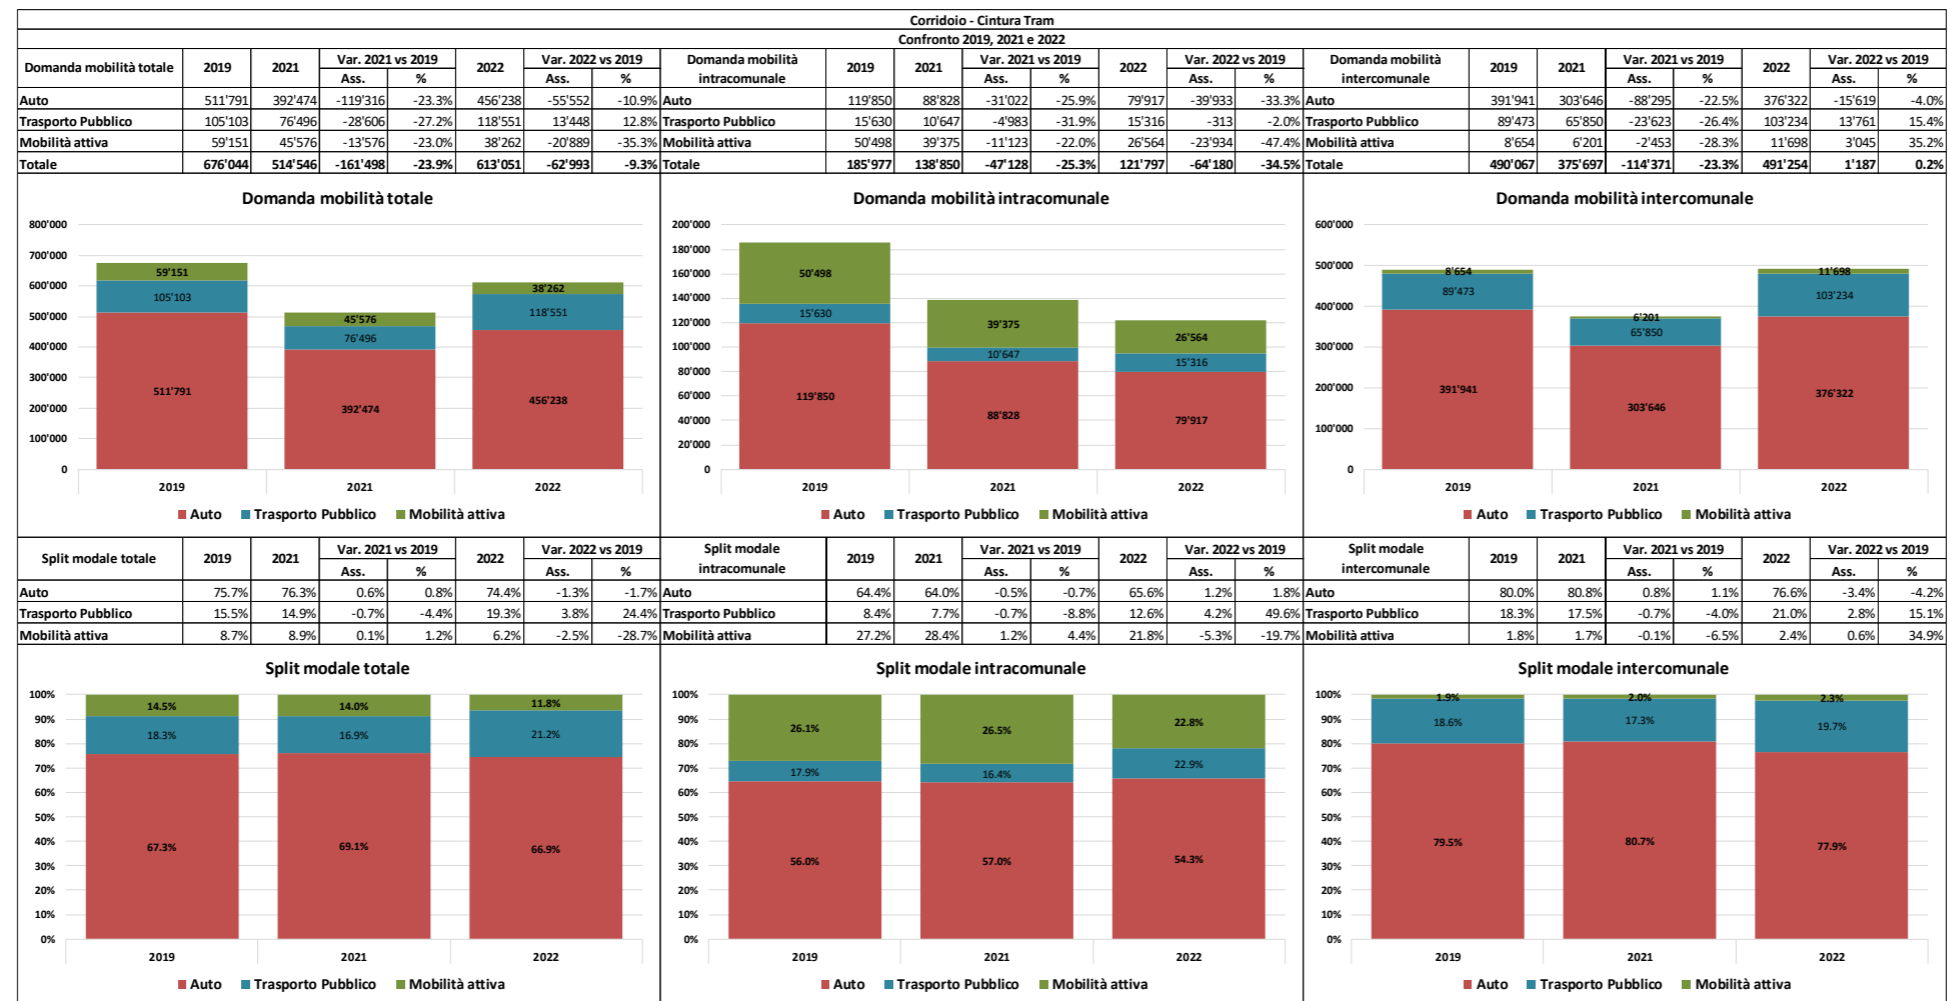 Corridoio - Cintura Tram
Confronto 2019, 2021 e 2022
Domanda mobilità totale 2019 2021 Var. 2021 vs 2019 2022 Var. 2022 vs 2019
Ass. % Ass. %
Auto 511'791 392'474 -119'316 -23.3% 456'238 -55'552 -10.9%
Trasporto Pubblico 105'103 76'496 -28'606 -27.2% 118'551 13'448 12.8%
Mobilità attiva 59'151 45'576 -13'576 -23.0% 38'262 -20'889 -35.3%
Totale 676'044 514'546 -161'498 -23.9% 613'051 -62'993 -9.3%
Domanda mobilità intracomunale 2019 2021 Var. 2021 vs 2019 2022 Var. 2022 vs 2019
Ass. % Ass. %
Auto 119'850 88'828 -31'022 -25.9% 79'917 -39'933 -33.3%
Trasporto Pubblico 15'630 10'647 -4'983 -31.9% 15'316 -313 -2.0%
Mobilità attiva 50'498 39'375 -11'123 -22.0% 26'564 -23'934 -47.4%
Totale 185'977 138'850 -47'128 -25.3% 121'797 -64'180 -34.5%
Domanda mobilità intercomunale 2019 2021 Var. 2021 vs 2019 2022 Var. 2022 vs 2019
Ass. % Ass. %
Auto 391'941 303'646 -88'295 -22.5% 376'322 -15'619 -4.0%
Trasporto Pubblico 89'473 65'850 -23'623 -26.4% 103'234 13'761 15.4%
Mobilità attiva 8'654 6'201 -2'453 -28.3% 11'698 3'045 35.2%
Totale 490'067 375'697 -114'371 -23.3% 491'254 1'187 0.2%
Domanda mobilità totale
800'000
700'000
600'000
500'000
400'000
300'000
200'000
100'000
0
59'151
105'103
511'791
45'576
76'496
392'474
38'262
118'551
456'238
2019 2021 2022
Auto Trasporto Pubblico Mobilità attiva
Domanda mobilità intracomunale
200'000
180'000
160'000
140'000
120'000
100'000
80'000
60'000
40'000
20'000
0
50'498
15'630
119'850
39'375
10'647
88'828
26'564
15'316
79'917
2019 2021 2022
Auto Trasporto Pubblico Mobilità attiva
Domanda mobilità intercomunale
600'000
500'000
400'000
300'000
200'000
100'000
0
8'654
89'473
391'941
6'201
65'850
303'646
11'698
103'234
376'322
2019 2021 2022
Auto Trasporto Pubblico Mobilità attiva
Split modale totale 2019 2021 Var. 2021 vs 2019 2022 Var. 2022 vs 2019
Ass. % Ass. %
Auto 75.7% 76.3% 0.6% 0.8% 74.4% -1.3% -1.7%
Trasporto Pubblico 15.5% 14.9% -0.7% -4.4% 19.3% 3.8% 24.4%
Mobilità attiva 8.7% 8.9% 0.1% 1.2% 6.2% -2.5% -28.7%
Split modale intracomunale 2019 2021 Var. 2021 vs 2019 2022 Var. 2022 vs 2019
Ass. % Ass. %
Auto 64.4% 64.0% -0.5% -0.7% 65.6% 1.2% 1.8%
Trasporto Pubblico 8.4% 7.7% -0.7% -8.8% 12.6% 4.2% 49.6%
Mobilità attiva 27.2% 28.4% 1.2% 4.4% 21.8% -5.3% -19.7%
Split modale intercomunale 2019 2021 Var. 2021 vs 2019 2022 Var. 2022 vs 2019
Ass. % Ass. %
Auto 80.0% 80.8% 0.8% 1.1% 76.6% -3.4% -4.2%
Trasporto Pubblico 18.3% 17.5% -0.7% -4.0% 21.0% 2.8% 15.1%
Mobilità attiva 1.8% 1.7% -0.1% -6.5% 2.4% 0.6% 34.9%
Split modale totale
100%
90%
80%
70%
60%
50%
40%
30%
20%
10%
0%
14.5%
18.3%
67.3%
14.0%
16.9%
69.1%
11.8%
21.2%
66.9%
2019 2021 2022
Auto Trasporto Pubblico Mobilità attiva
Split modale intracomunale
100%
90%
80%
70%
60%
50%
40%
30%
20%
10%
0%
26.1%
17.9%
56.0%
26.5%
16.4%
57.0%
22.8%
22.9%
54.3%
2019 2021 2022
Auto Trasporto Pubblico Mobilità attiva
Split modale intercomunale
100%
90%
80%
70%
60%
50%
40%
30%
20%
10%
0%
1.9%
18.6%
79.5%
2.0%
17.3%
80.7%
2.3%
19.7%
77.9%
2019 2021 2022
Auto Trasporto Pubblico Mobilità attiva